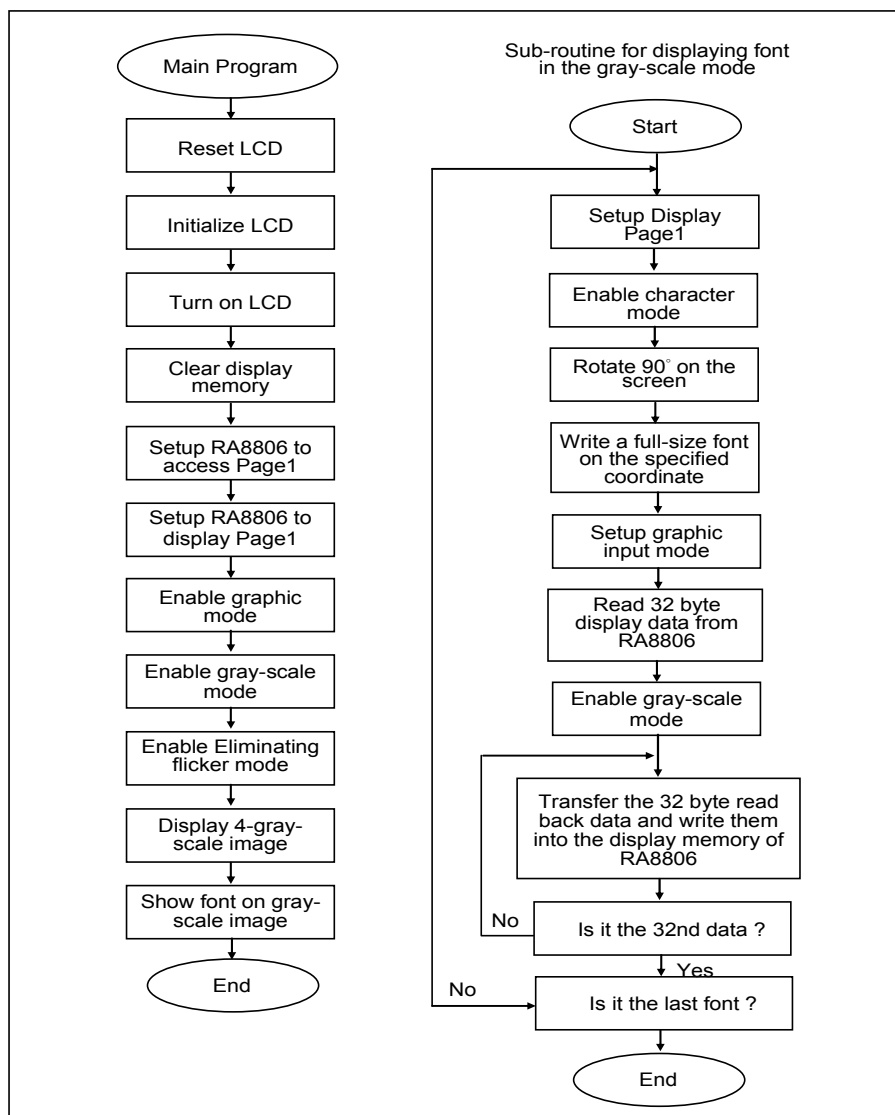 Main Program
Reset LCD
Initialize LCD
Turn on LCD
Clear display
memory
Setup RA8806 to
access Page1
Setup RA8806 to
display Page1
Enable graphic
mode
Enable gray-scale
mode
Enable Eliminating
flicker mode
Display 4-gray-
scale image
Show font on gray-
scale image
End
Sub-routine for displaying font
in the gray-scale mode
Start
Setup Display
Page1
Enable character
mode
Rotate 90° on the
screen
Write a full-size font
on the specified
coordinate
Setup graphic
input mode
Read 32 byte
display data from
RA8806
Enable gray-scale
mode
Transfer the 32 byte read
back data and write them
into the display memory of
RA8806
No
Is it the 32nd data ?
Yes
No
Is it the last font ?
End